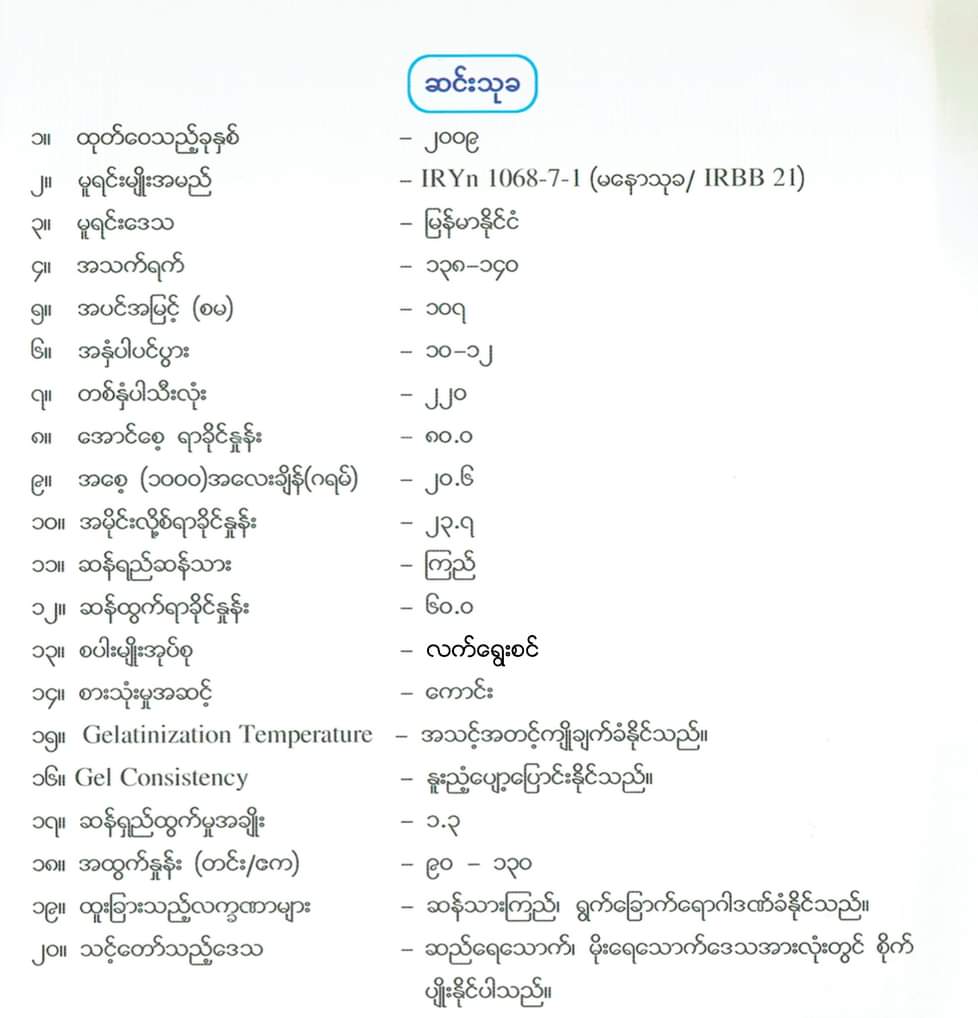 ဆင်းသုခ
၁။ ထုတ်ဝေသည့်ခုနှစ် – ၂၀၀၉
၂။ မူရင်းမျိုးအမည် – IRYn 1068-7-1 (မနောသုခ/ IRBB 21)
၃။ မူရင်းဒေသ – မြန်မာနိုင်ငံ
၄။ အသက်ရက် – ၁၃၈–၁၄၀
၅။ အပင်အမြင့် (စမ) – ၁၀၇
၆။ အနှံပါပင်ပွား – ၁၀–၁၂
၇။ တစ်နှံပါသီးလုံး – ၂၂၀
၈။ အောင်စေ့ ရာခိုင်နှုန်း – ၈၀.၀
၉။ အစေ့ (၁၀၀၀)အလေးချိန်(ဂရမ်) – ၂၀.၆
၁၀။ အမိုင်းလို့စ်ရာခိုင်နှုန်း – ၂၃.၇
၁၁။ ဆန်ရည်ဆန်သား – ကြည်
၁၂။ ဆန်ထွက်ရာခိုင်နှုန်း – ၆၀.၀
၁၃။ စပါးမျိုးအုပ်စု – လက်ရွေးစင်
၁၄။ စားသုံးမှုအဆင့် – ကောင်း
၁၅။ Gelatinization Temperature – အသင့်အတင့်ကျိုချက်ခံနိုင်သည်။
၁၆။ Gel Consistency – နူးညံ့ပျော့ပြောင်းနိုင်သည်။
၁၇။ ဆန်ရှည်ထွက်မှုအချိုး – ၁.၃
၁၈။ အထွက်နှုန်း (တင်း/ဧက) – ၉၀ – ၁၃၀
၁၉။ ထူးခြားသည့်လက္ခဏာများ – ဆန်သားကြည်၊ ရွက်ခြောက်ရောဂါဒဏ်ခံနိုင်သည်။
၂၀။ သင့်တော်သည့်ဒေသ – ဆည်ရေသောက်၊ မိုးရေသောက်ဒေသအားလုံးတွင် စိုက်
ပျိုးနိုင်ပါသည်။